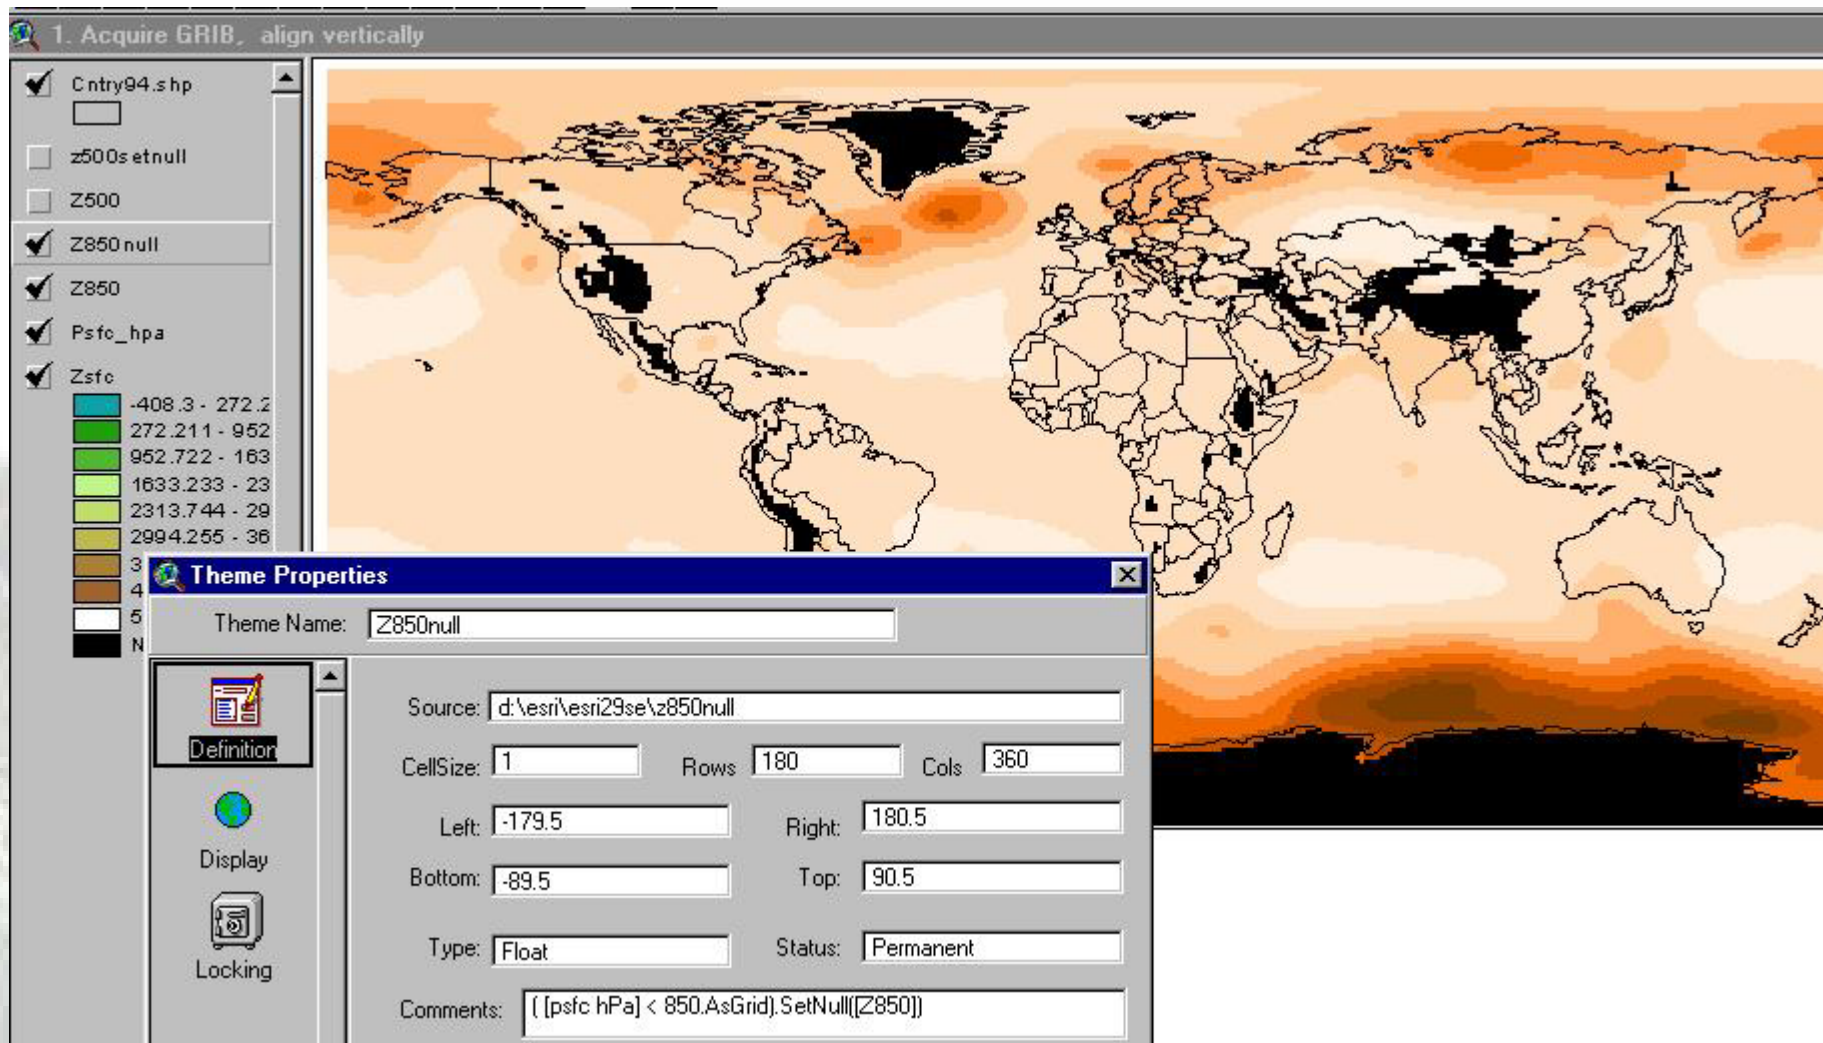 1. Acquire GRIB, align vertically
Cntry94.shp
z500setnull
Z500
Z850null
Z850
Psfc_hpa
Zsfc
-408.3 - 272.2
272.211 - 952
952.722 - 163
1633.233 - 23
2313.744 - 29
2994.255 - 36
3
4
5
N
Theme Properties
Theme Name: Z850null
Definition
Display
Locking
Source: d:\esri\esri29se\z850null
CellSize: 1 Rows 180 Cols 360
Left: -179.5 Right: 180.5
Bottom: -89.5 Top: 90.5
Type: Float Status: Permanent
Comments: ( [psfc hPa] < 850.AsGrid).SetNull([Z850])